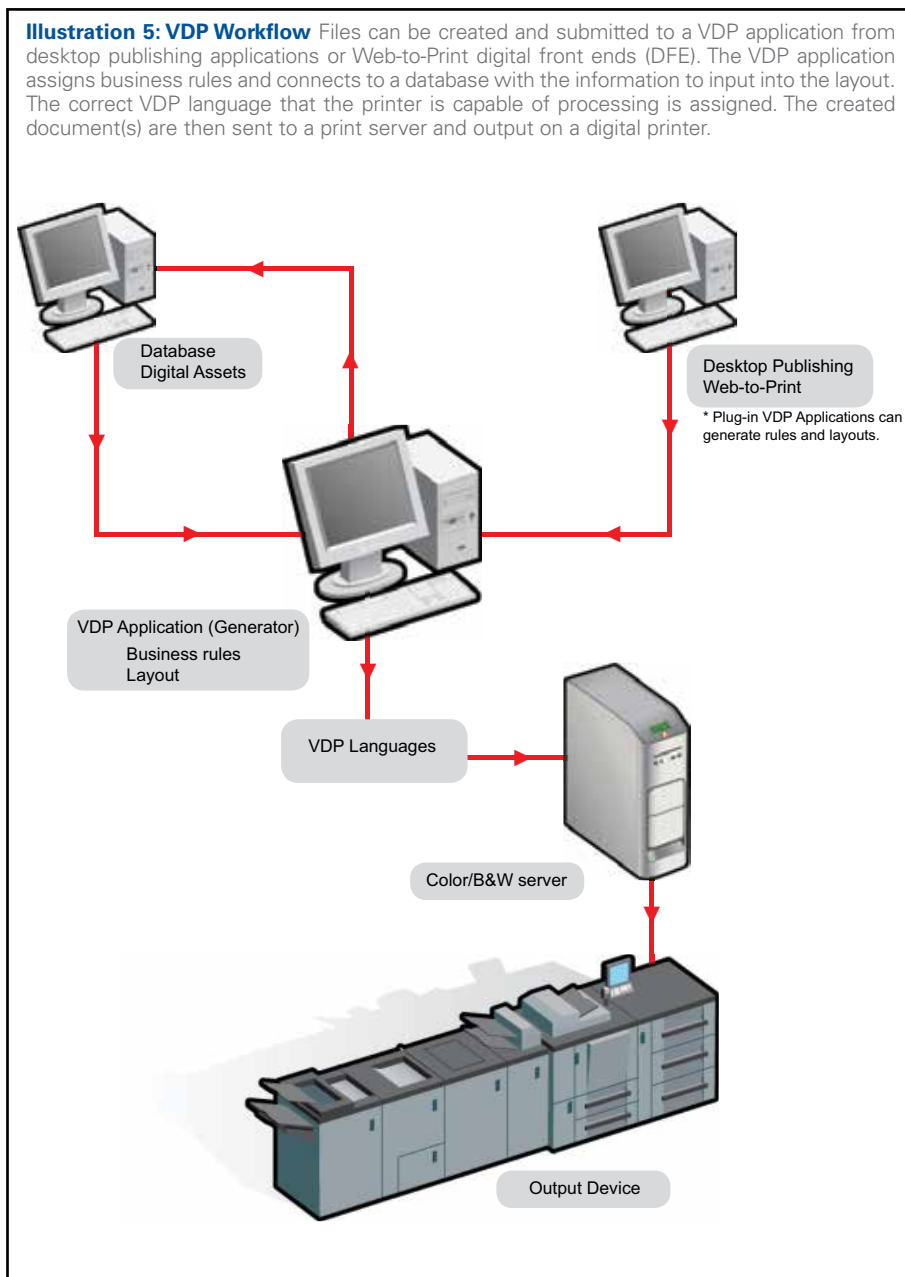 Illustration 5: VDP Workflow Files can be created and submitted to a VDP application from
desktop publishing applications or Web-to-Print digital front ends (DFE). The VDP application
assigns business rules and connects to a database with the information to input into the layout.
The correct VDP language that the printer is capable of processing is assigned. The created
document(s) are then sent to a print server and output on a digital printer.
Database
Digital Assets
Desktop Publishing
Web-to-Print
* Plug-in VDP Applications can
generate rules and layouts.
VDP Application (Generator)
Business rules
Layout
VDP Languages
Color/B&W server
Output Device